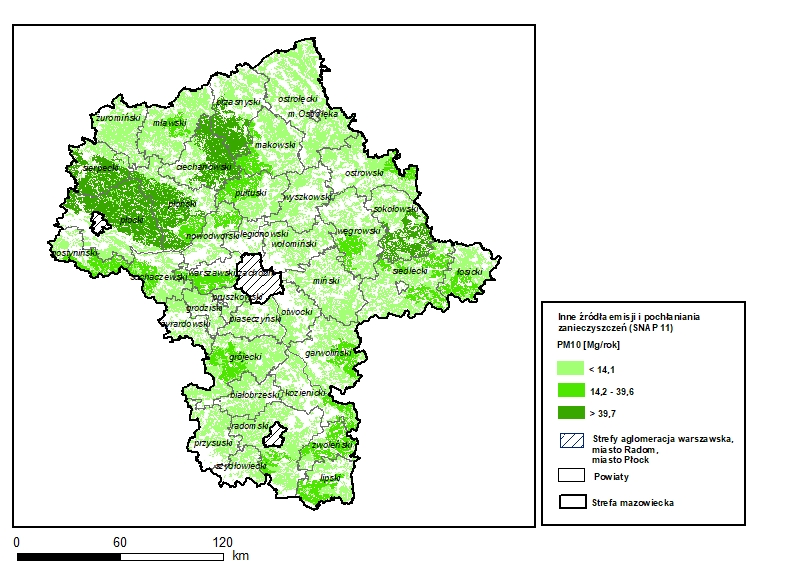 ostrołęcki
przasnyski
m.Ostrołęka
żuromiński
mławski
makowski
sierpecki
ciechanowski
ostrowski
pułtuski
wyszkowski
płoński
sokołowski
płocki
nowodworski
legionowski
węgrowski
wołomiński
gostyniński
sochaczewski
warszawski zachodni
siedlecki
łosicki
miński
pruszkowski
grodziski
otwocki
piaseczyński
żyrardowski
grójecki
garwoliński
białobrzeski
kozienicki
radomski
przysuski
zwoleński
szydłowiecki
lipski
Inne źródła emisji i pochłaniania
zanieczyszczeń (SNAP 11)
PM10 [Mg/rok]
< 14,1
14,2 - 39,6
> 39,7
Strefy aglomeracja warszawska,
miasto Radom,
miasto Płock
Powiaty
Strefa mazowiecka
0 60 120
km